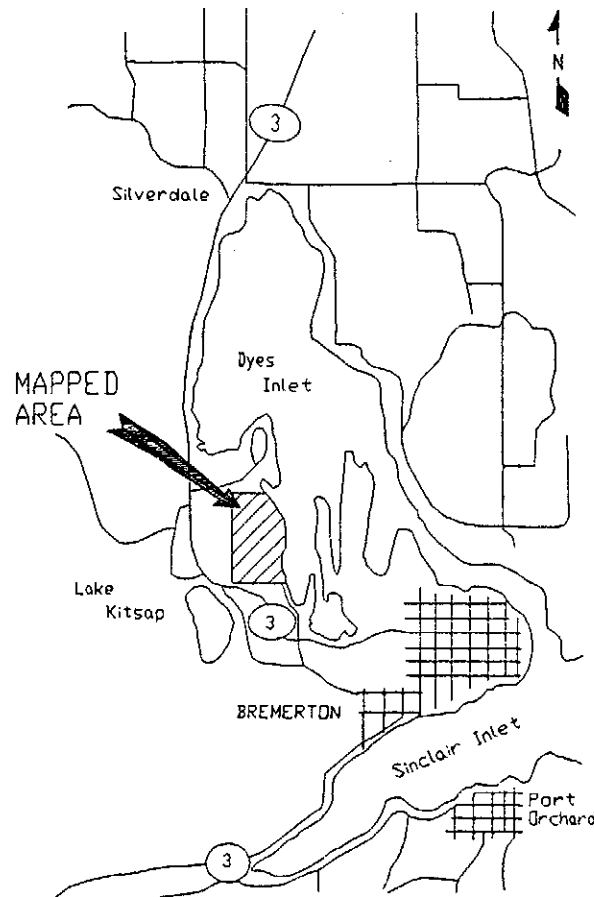 N
3
Silverdale
Dyes
Inlet
MAPPED
AREA
Lake
Kitsap
3
BREMERTON
Sinclair Inlet
Port
Orchard
3